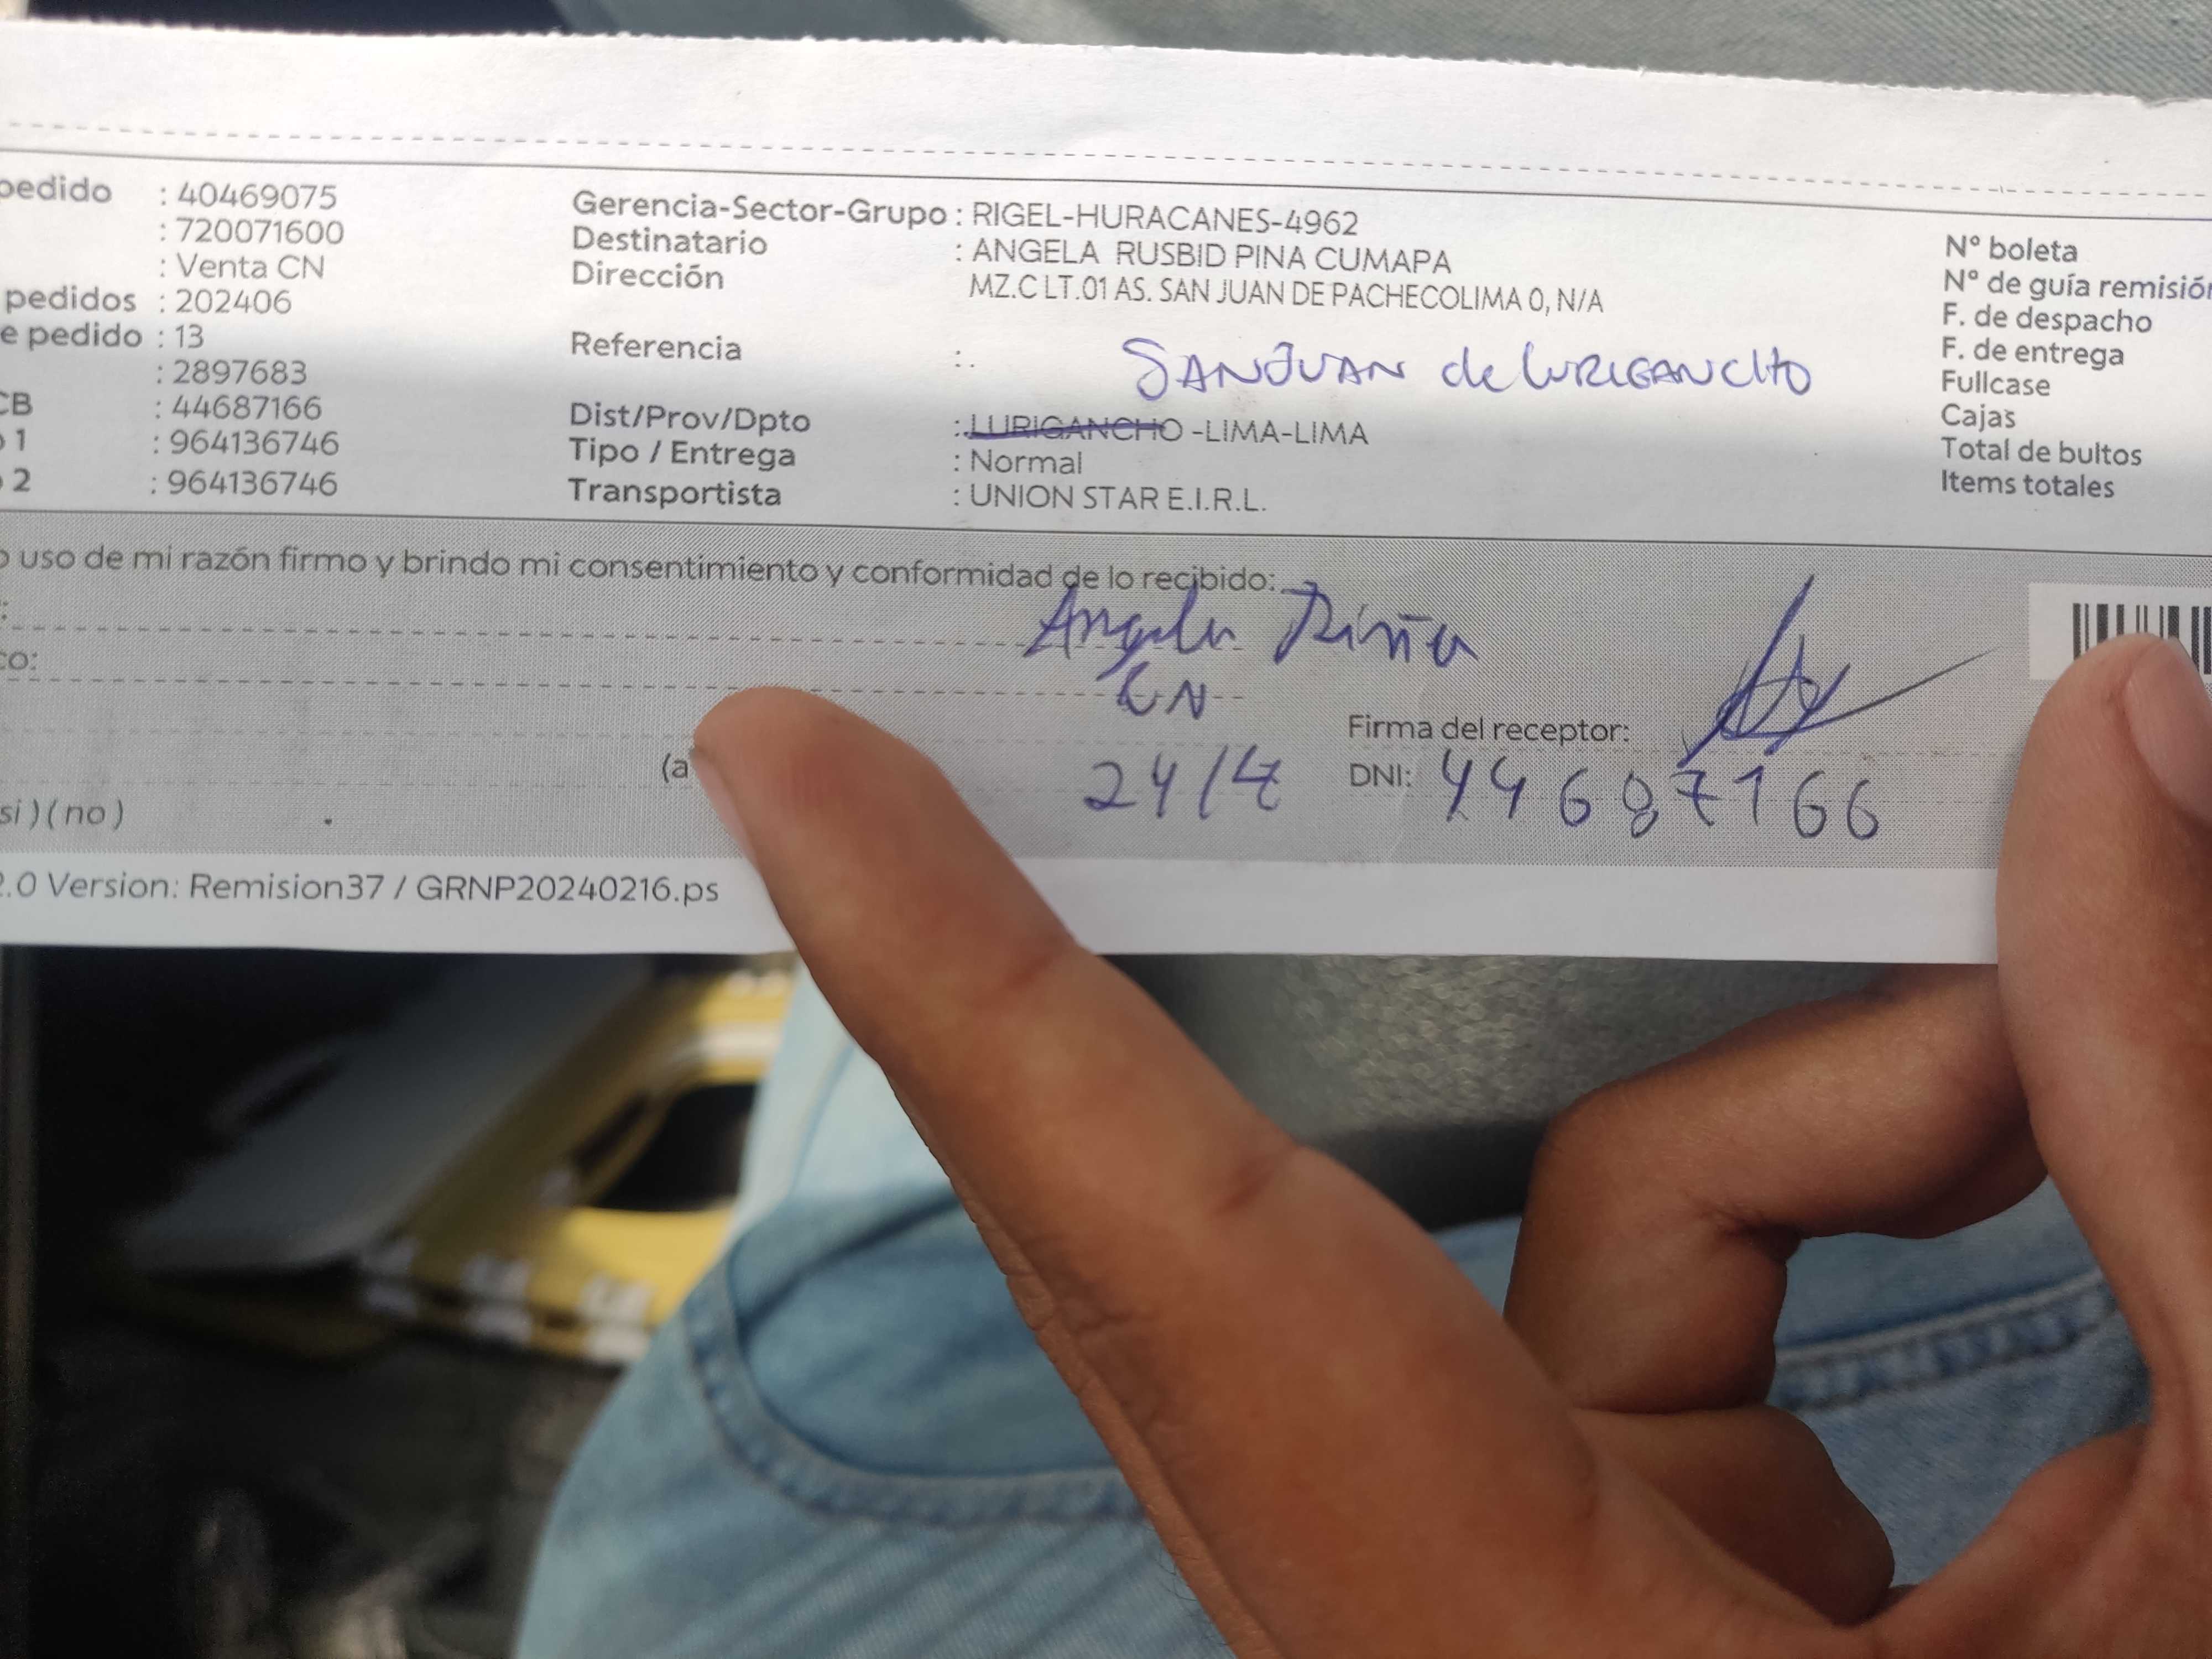 pedido : 40469075
: 720071600
: Venta CN
pedidos : 202406
e pedido : 13
: 2897683
CB : 44687166
o 1 : 964136746
o 2 : 964136746
Gerencia-Sector-Grupo : RIGEL-HURACANES-4962
Destinatario : ANGELA RUSBID PINA CUMAPA
Dirección MZ.C LT.01 AS. SAN JUAN DE PACHECOLIMA 0, N/A
Referencia :.
SANJUAN de LURIGANCHO
Dist/Prov/Dpto : LURIGANCHO -LIMA-LIMA
Tipo / Entrega : Normal
Transportista : UNION STAR E.I.R.L.
N° boleta
N° de guía remisión
F. de despacho
F. de entrega
Fullcase
Cajas
Total de bultos
Items totales
o uso de mi razón firmo y brindo mi consentimiento y conformidad de lo recibido:
: Angela Piña
co: CN
Firma del receptor:
(a 24/4 DNI: 44687166
si ) ( no )
2.0 Version: Remision37 / GRNP20240216.ps